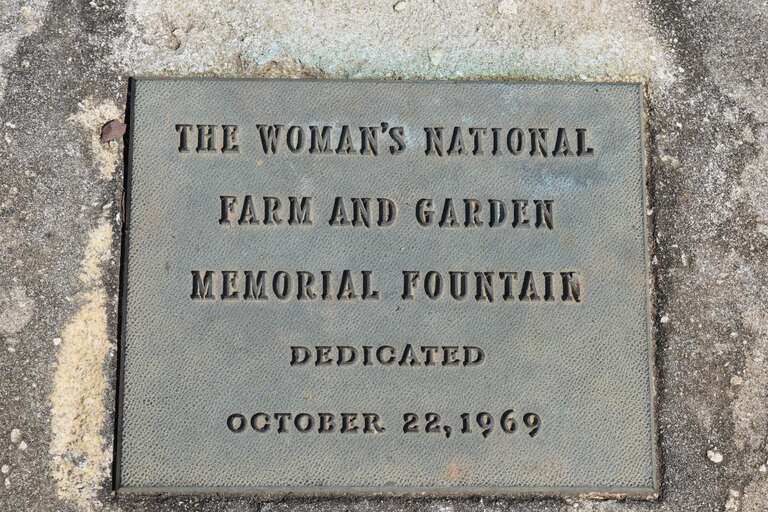 THE WOMAN'S NATIONAL
FARM AND GARDEN
MEMORIAL FOUNTAIN
DEDICATED
OCTOBER 22, 1969